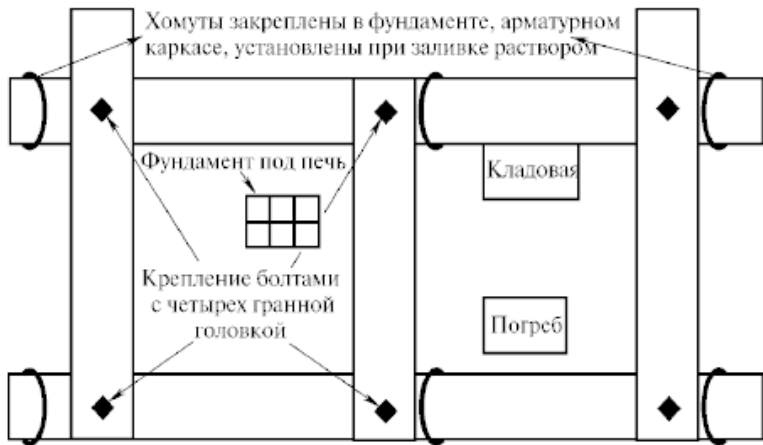 Хомуты закреплены в фундаменте, арматурном
каркасе, установлены при заливке раствором
Фундамент под печь
Кладовая
Крепление болтами
с четырех гранной
головкой
Погреб